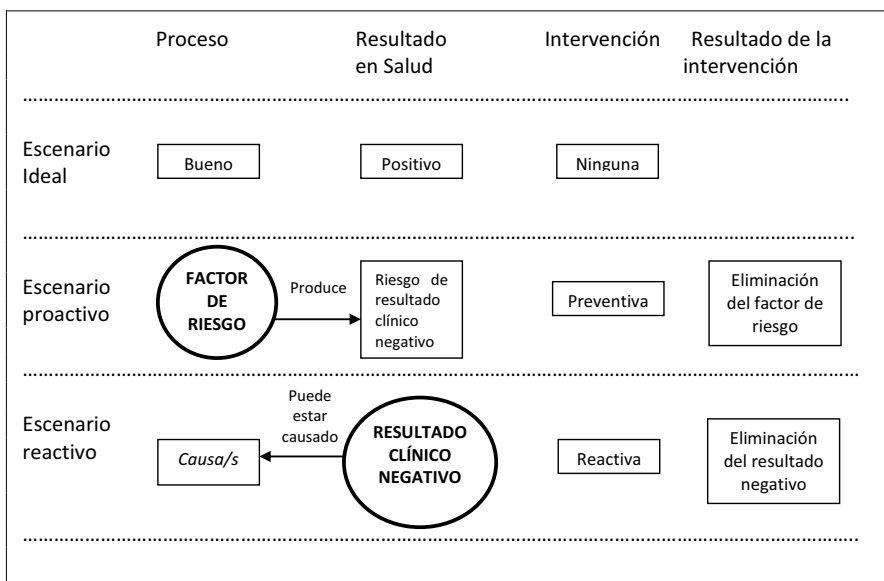 Proceso Resultado Intervención Resultado de la
en Salud intervención
Escenario
Ideal
Bueno
Positivo
Ninguna
Escenario
proactivo
FACTOR
DE
RIESGO
Produce
Riesgo de
resultado
clínico
negativo
Preventiva
Eliminación
del factor de
riesgo
Escenario
reactivo
Causa/s
Puede
estar
causado
RESULTADO
CLÍNICO
NEGATIVO
Reactiva
Eliminación
del resultado
negativo